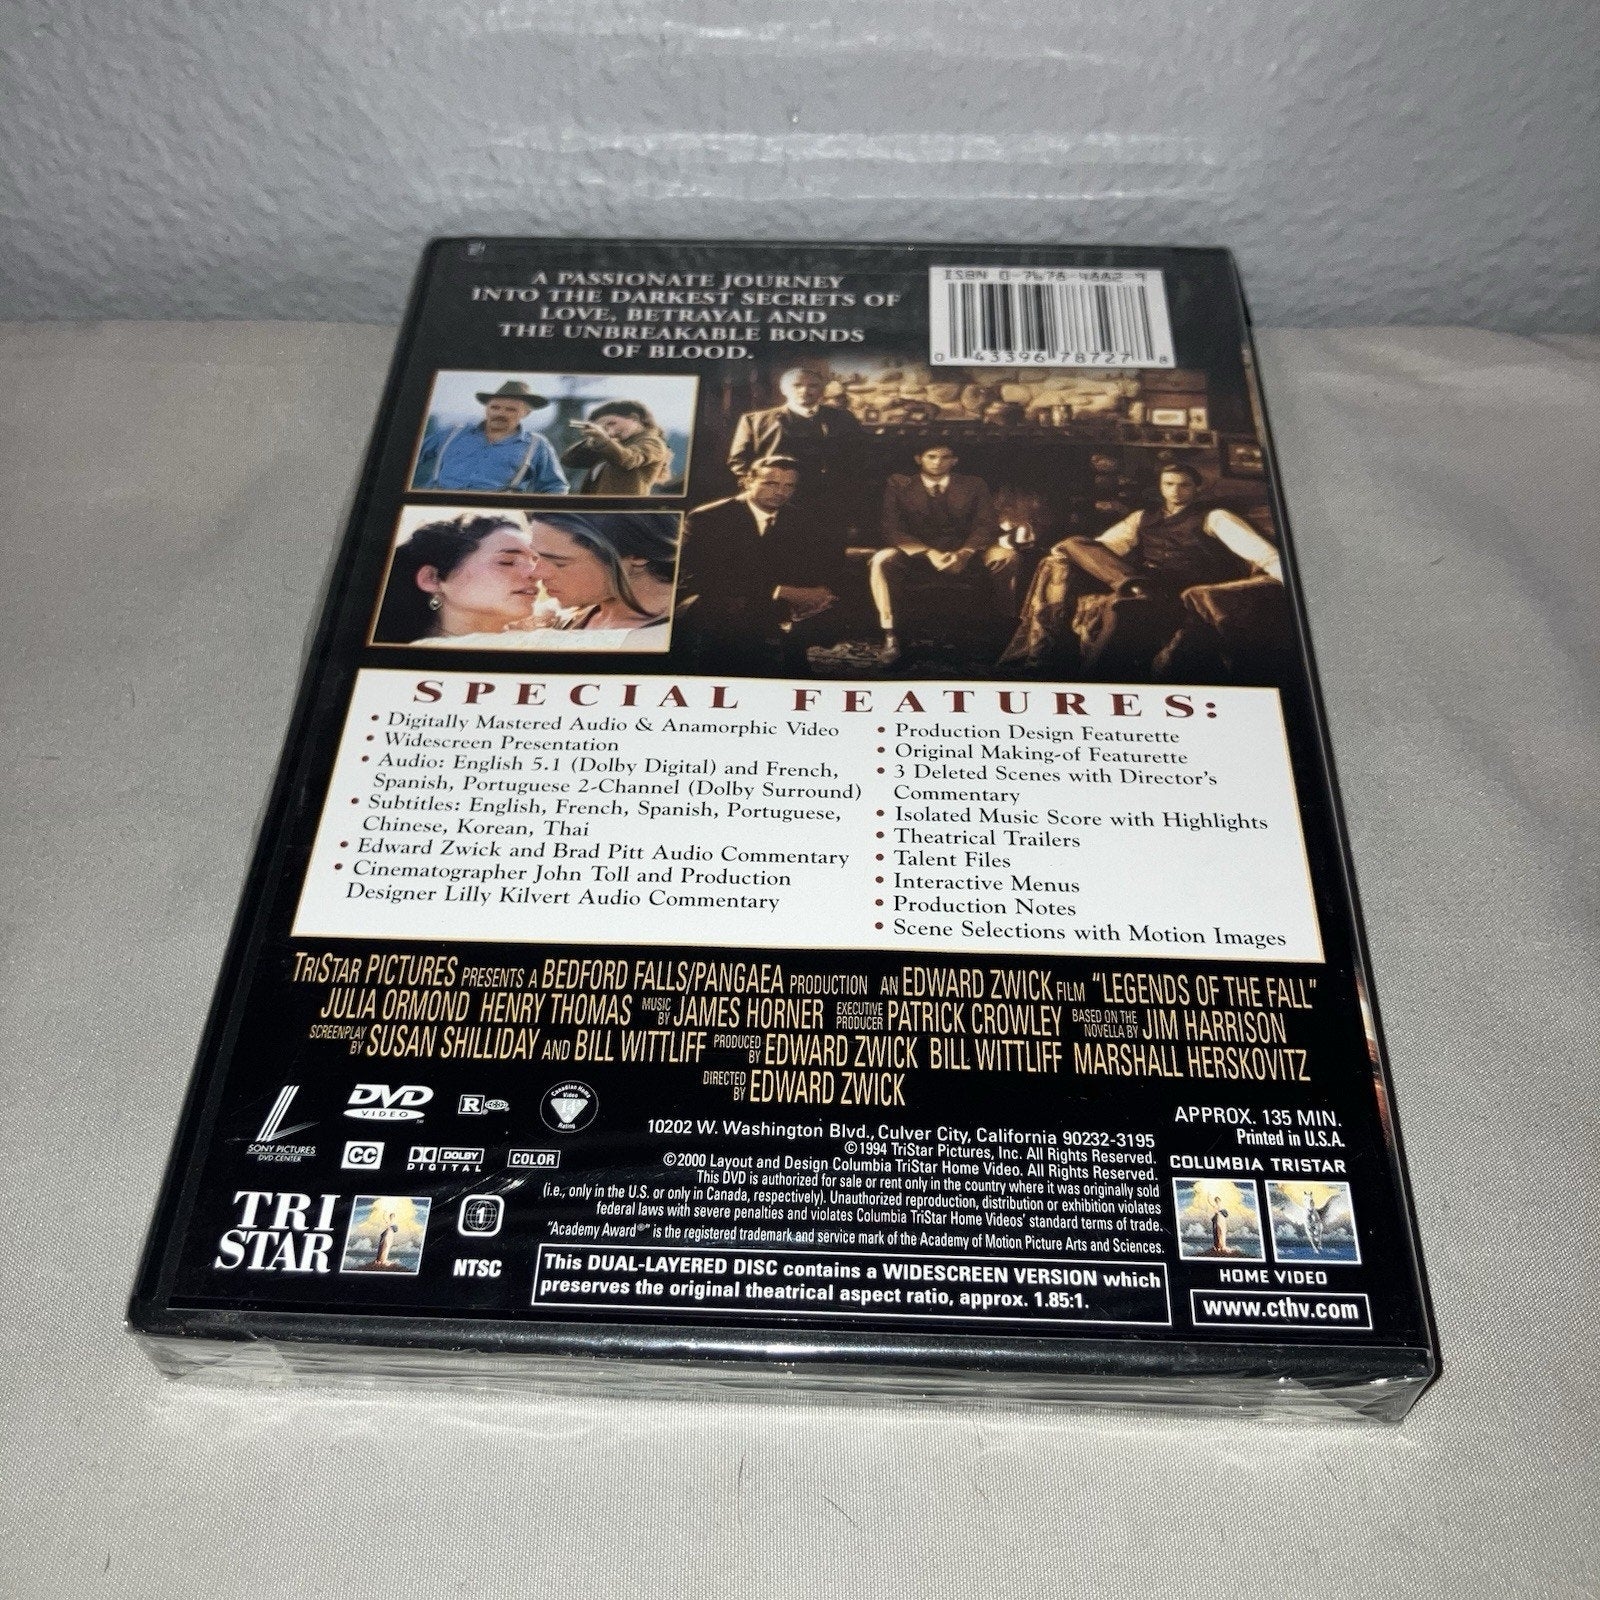 A PASSIONATE JOURNEY
INTO THE DARKEST SECRETS OF
LOVE, BETRAYAL AND
THE UNBREAKABLE BONDS
OF BLOOD.
ISBN 0-7678-4882-9
0 43396 78727 8
SPECIAL FEATURES:
• Digitally Mastered Audio & Anamorphic Video
• Widescreen Presentation
• Audio: English 5.1 (Dolby Digital) and French,
Spanish, Portuguese 2-Channel (Dolby Surround)
• Subtitles: English, French, Spanish, Portuguese,
Chinese, Korean, Thai
• Edward Zwick and Brad Pitt Audio Commentary
• Cinematographer John Toll and Production
Designer Lilly Kilvert Audio Commentary
• Production Design Featurette
• Original Making-of Featurette
• 3 Deleted Scenes with Director's
Commentary
• Isolated Music Score with Highlights
• Theatrical Trailers
• Talent Files
• Interactive Menus
• Production Notes
• Scene Selections with Motion Images
TRISTAR PICTURES PRESENTS A BEDFORD FALLS/PANGAEA PRODUCTION AN EDWARD ZWICK FILM "LEGENDS OF THE FALL"
JULIA ORMOND HENRY THOMAS MUSIC BY JAMES HORNER EXECUTIVE PRODUCER PATRICK CROWLEY BASED ON THE NOVELLA BY JIM HARRISON
SCREENPLAY BY SUSAN SHILLIDAY AND BILL WITTLIFF PRODUCED BY EDWARD ZWICK BILL WITTLIFF MARSHALL HERSKOVITZ
DIRECTED BY EDWARD ZWICK
SONY PICTURES
DVD CENTER
DVD
VIDEO
TM
R
Canadian Home
Video
14
Rating
CC
DOLBY
DIGITAL
COLOR
TRI
STAR
1
NTSC
10202 W. Washington Blvd., Culver City, California 90232-3195
©1994 TriStar Pictures, Inc. All Rights Reserved.
©2000 Layout and Design Columbia TriStar Home Video. All Rights Reserved.
This DVD is authorized for sale or rent only in the country where it was originally sold
(i.e., only in the U.S. or only in Canada, respectively). Unauthorized reproduction, distribution or exhibition violates
federal laws with severe penalties and violates Columbia TriStar Home Videos' standard terms of trade.
"Academy Award®" is the registered trademark and service mark of the Academy of Motion Picture Arts and Sciences.
This DUAL-LAYERED DISC contains a WIDESCREEN VERSION which
preserves the original theatrical aspect ratio, approx. 1.85:1.
APPROX. 135 MIN.
Printed in U.S.A.
COLUMBIA TRISTAR
HOME VIDEO
www.cthv.com